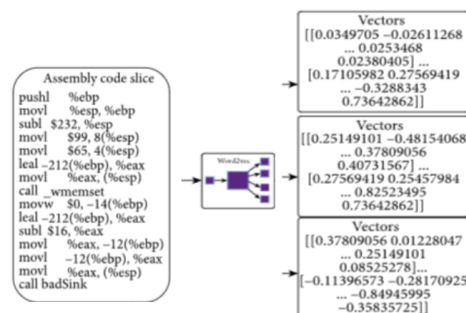 Assembly code slice
pushl %ebp
movl %esp, %ebp
subl $232, %esp
movl $99, 8(%esp)
movl $65, 4(%esp)
leal –212(%ebp), %eax
movl %eax, (%esp)
call _wmemset
movw $0, –14(%ebp)
leal –212(%ebp), %eax
subl $16, %eax
movl %eax, –12(%ebp)
movl –12(%ebp), %eax
movl %eax, (%esp)
call badSink
Word2vec
Vectors
[[0.0349705 –0.02611268
... 0.0253468
0.02380405] ...
[0.17105982 0.27569419
... –0.3288343
0.73642862]]
Vectors
[[0.25149101 –0.48154068
... 0.37809056
0.40731567] ...
[0.27569419 0.25457984
... 0.82523495
0.73642862]]
Vectors
[[0.37809056 0.01228047
... 0.25149101
0.08525278]...
[-0.11396573 –0.28170925
... –0.84945995
–0.35835725]]